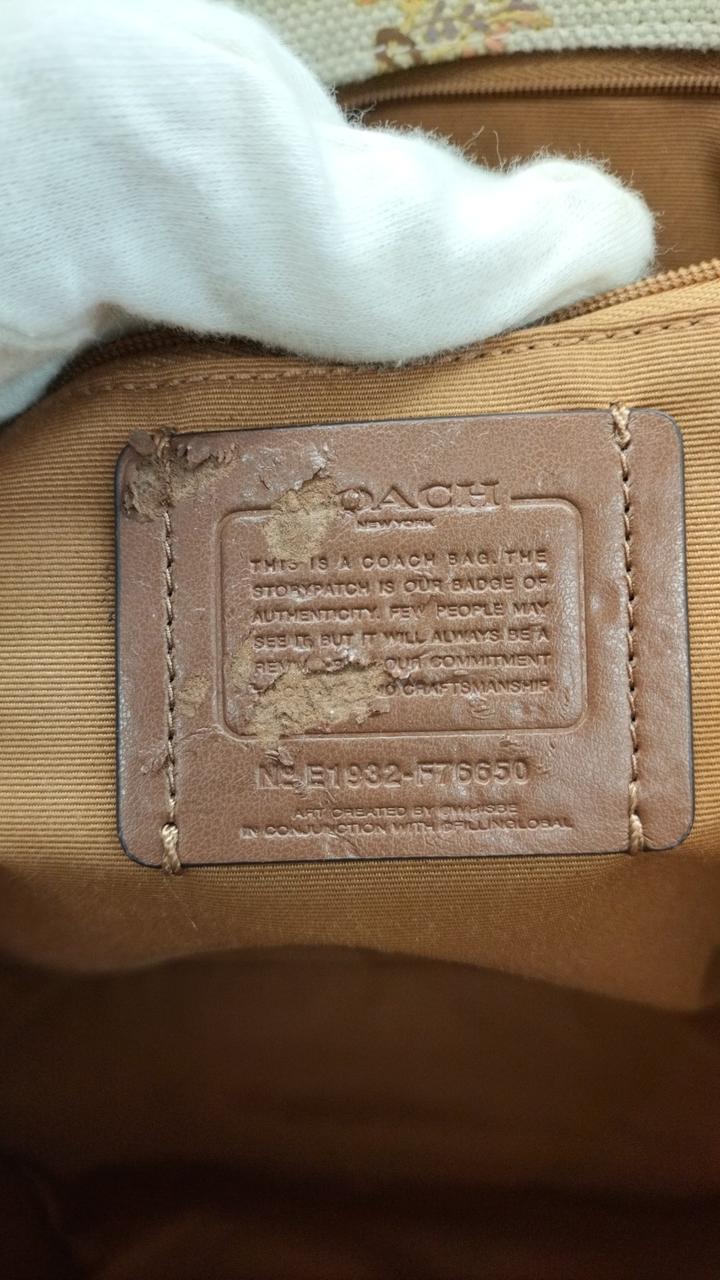 OACH
NEW YORK
THIS IS A COACH BAG. THE
STORYPATCH IS OUR BADGE OF
AUTHENTICITY. FEW PEOPLE MAY
SEE IT, BUT IT WILL ALWAYS BE A
OUR COMMITMENT
CRAFTSMANSHIP.
Nº E1932-F76650
ART CREATED BY
IN CONJUNCTION WITH